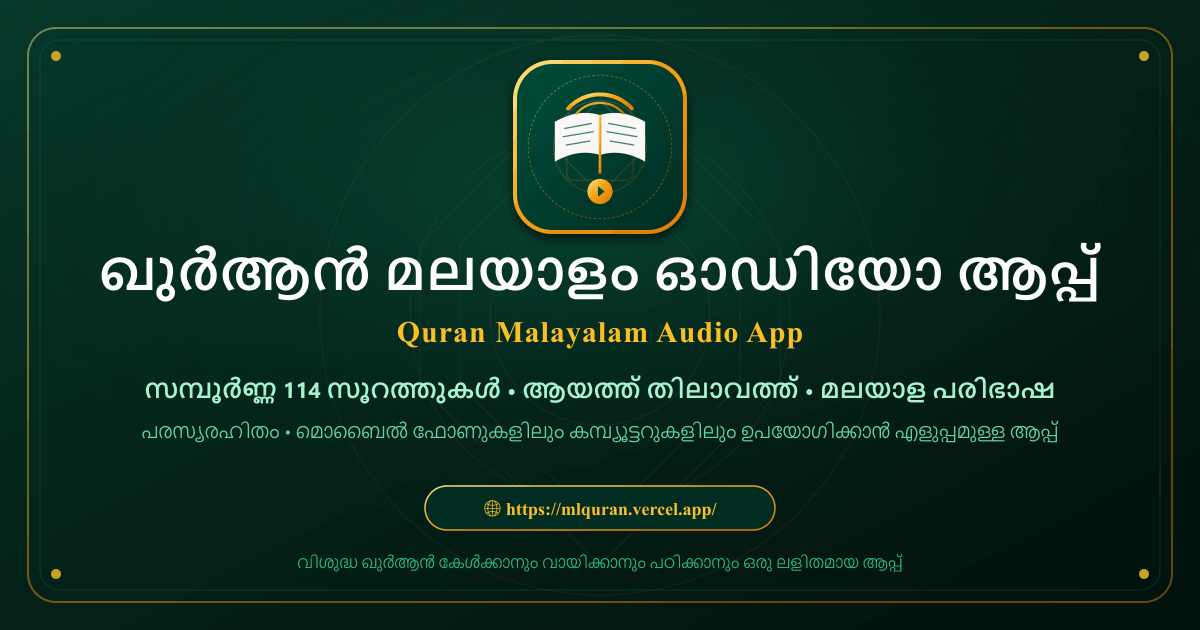 ഖുർആൻ മലയാളം ഓഡിയോ ആപ്പ്
Quran Malayalam Audio App
സമ്പൂർണ്ണ 114 സൂറത്തുകൾ • ആയത്ത് തിലാവത്ത് • മലയാള പരിഭാഷ
പരസ്യരഹിതം • മൊബൈൽ ഫോണുകളിലും കമ്പ്യൂട്ടറുകളിലും ഉപയോഗിക്കാൻ എളുപ്പമുള്ള ആപ്പ്
https://mlquran.vercel.app/
വിശുദ്ധ ഖുർആൻ കേൾക്കാനും വായിക്കാനും പഠിക്കാനും ഒരു ലളിതമായ ആപ്പ്